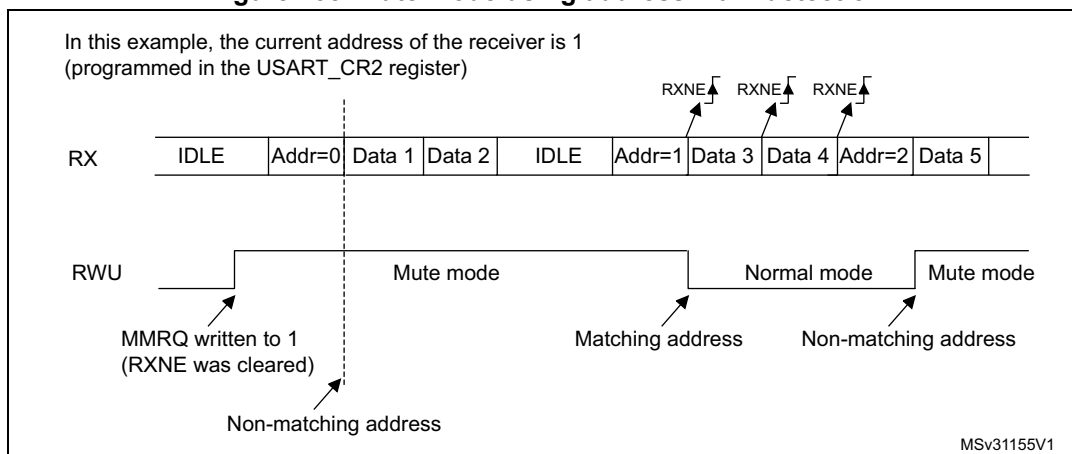 In this example, the current address of the receiver is 1
(programmed in the USART_CR2 register)
RXNE RXNE RXNE
RX IDLE Addr=0 Data 1 Data 2 IDLE Addr=1 Data 3 Data 4 Addr=2 Data 5
RWU Mute mode Normal mode Mute mode
MMRQ written to 1 Matching address Non-matching address
(RXNE was cleared)
Non-matching address
MSv31155V1